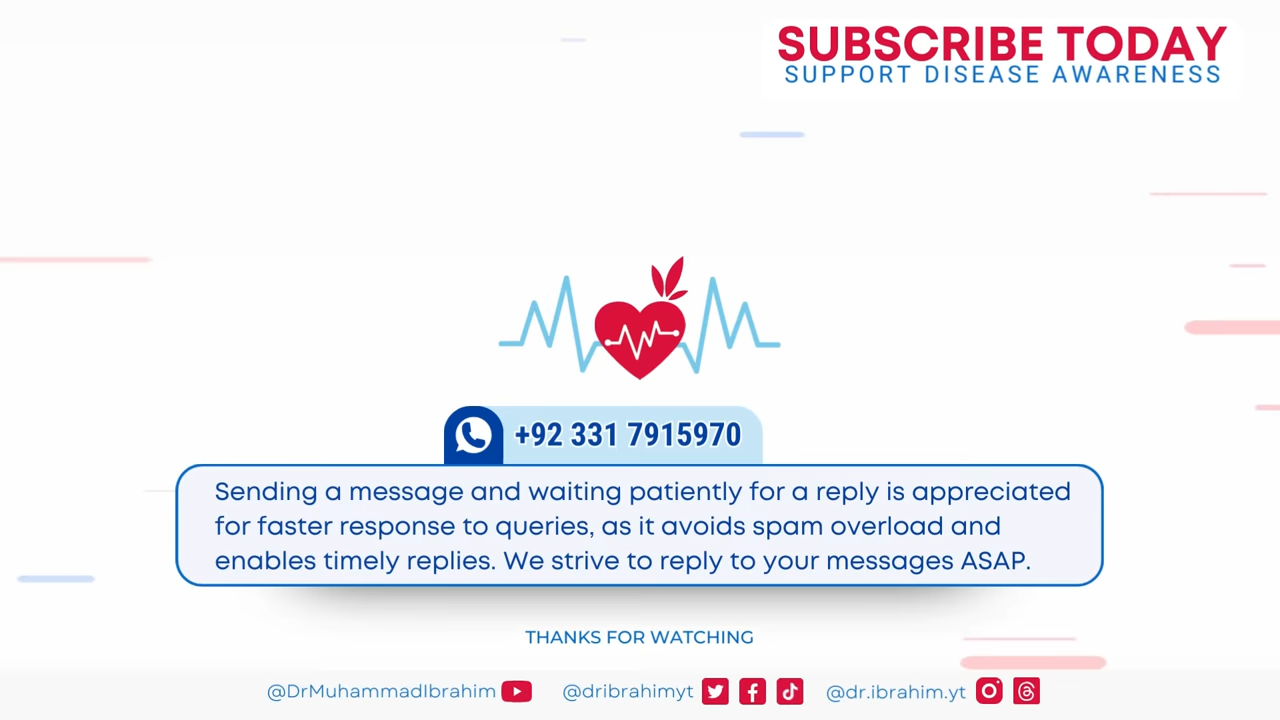 SUBSCRIBE TODAY
SUPPORT DISEASE AWARENESS
+92 331 7915970
Sending a message and waiting patiently for a reply is appreciated
for faster response to queries, as it avoids spam overload and
enables timely replies. We strive to reply to your messages ASAP.
THANKS FOR WATCHING
@DrMuhammadIbrahim @dribrahimyt @dr.ibrahim.yt